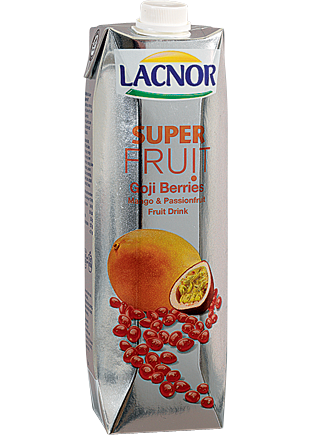 LACNOR
SUPER
FRUIT
Goji Berries
Mango & Passionfruit
Fruit Drink